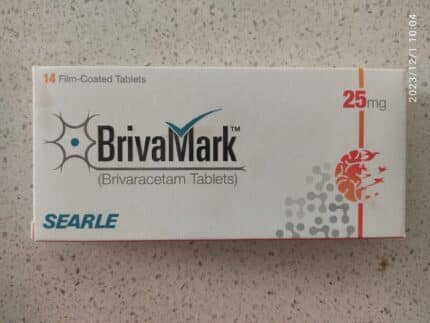 14 Film-Coated Tablets
25mg
BrivaMark™
(Brivaracetam Tablets)
SEARLE
2023/12/1 10:04